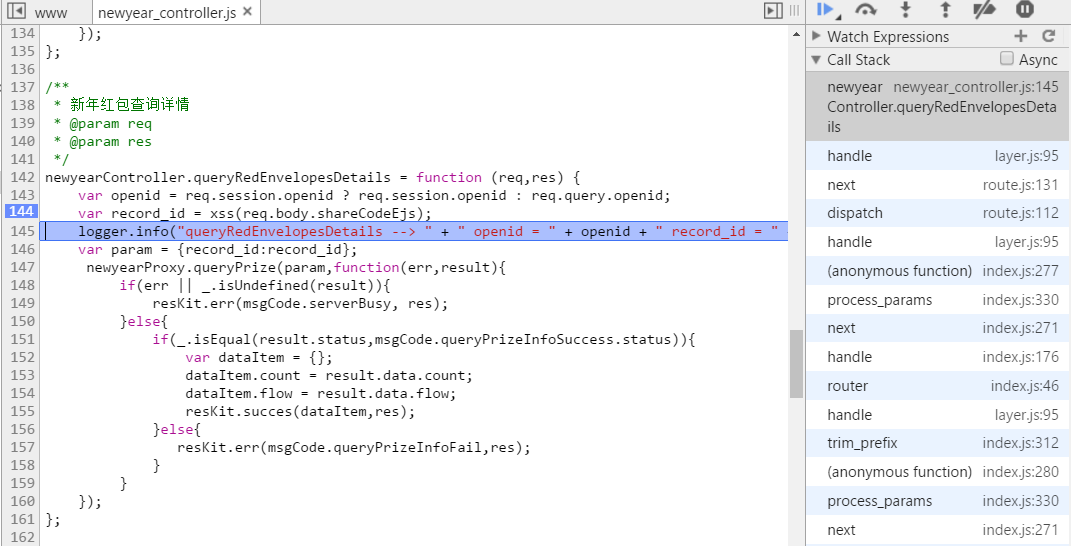 www newyear_controller.js ×
134 });
135 };
136
137 /**
138 * 新年红包查询详情
139 * @param req
140 * @param res
141 */
142 newyearController.queryRedEnvelopesDetails = function (req,res) {
143 var openid = req.session.openid ? req.session.openid : req.query.openid;
144 var record_id = xss(req.body.shareCodeEjs);
145 logger.info("queryRedEnvelopesDetails --> " + " openid = " + openid + " record_id = "
146 var param = {record_id:record_id};
147 newyearProxy.queryPrize(param,function(err,result){
148 if(err || _.isUndefined(result)){
149 resKit.err(msgCode.serverBusy, res);
150 }else{
151 if(_.isEqual(result.status,msgCode.queryPrizeInfoSuccess.status)){
152 var dataItem = {};
153 dataItem.count = result.data.count;
154 dataItem.flow = result.data.flow;
155 resKit.succes(dataItem,res);
156 }else{
157 resKit.err(msgCode.queryPrizeInfoFail,res);
158 }
159 }
160 });
161 };
162
Watch Expressions
Call Stack Async
newyear newyear_controller.js:145
Controller.queryRedEnvelopesDeta
ils
handle layer.js:95
next route.js:131
dispatch route.js:112
handle layer.js:95
(anonymous function) index.js:277
process_params index.js:330
next index.js:271
handle index.js:176
router index.js:46
handle layer.js:95
trim_prefix index.js:312
(anonymous function) index.js:280
process_params index.js:330
next index.js:271